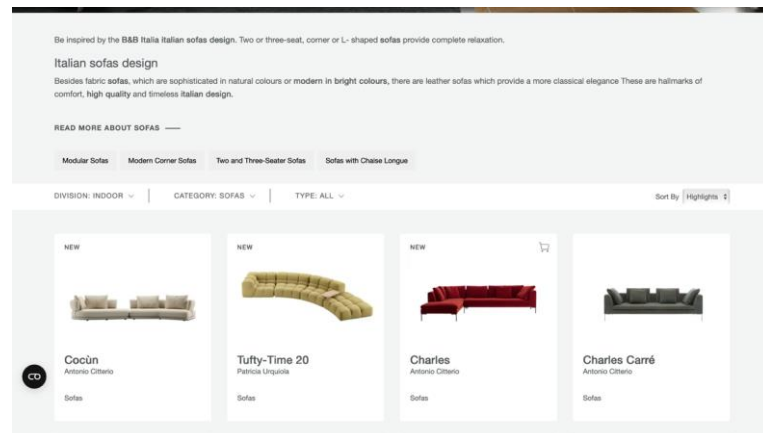 Be inspired by the B&B Italia italian sofas design. Two or three-seat, corner or L- shaped sofas provide complete relaxation.
Italian sofas design
Besides fabric sofas, which are sophisticated in natural colours or modern in bright colours, there are leather sofas which provide a more classical elegance These are hallmarks of
comfort, high quality and timeless italian design.
READ MORE ABOUT SOFAS
Modular Sofas Modern Corner Sofas Two and Three-Seater Sofas Sofas with Chaise Longue
DIVISION: INDOOR CATEGORY: SOFAS TYPE: ALL Sort By Highlights
NEW NEW NEW
Cocùn Tufty-Time 20 Charles Charles Carré
Antonio Citterio Patricia Urquiola Antonio Citterio Antonio Citterio
Sofas Sofas Sofas Sofas